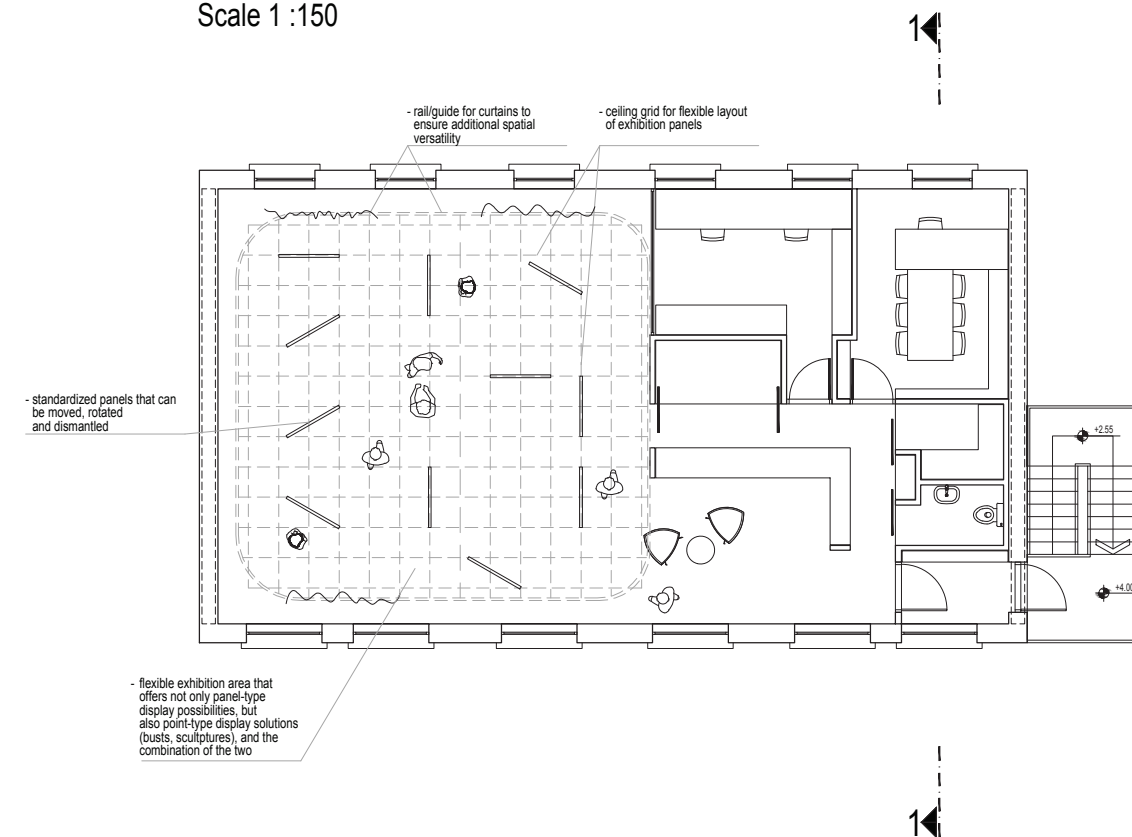 Scale 1 :150
1
- rail/guide for curtains to
ensure additional spatial
versatility
- ceiling grid for flexible layout
of exhibition panels
- standardized panels that can
be moved, rotated
and dismantled
+2.55
+4.00
- flexible exhibition area that
offers not only panel-type
display possibilities, but
also point-type display solutions
(busts, scultptures), and the
combination of the two
1